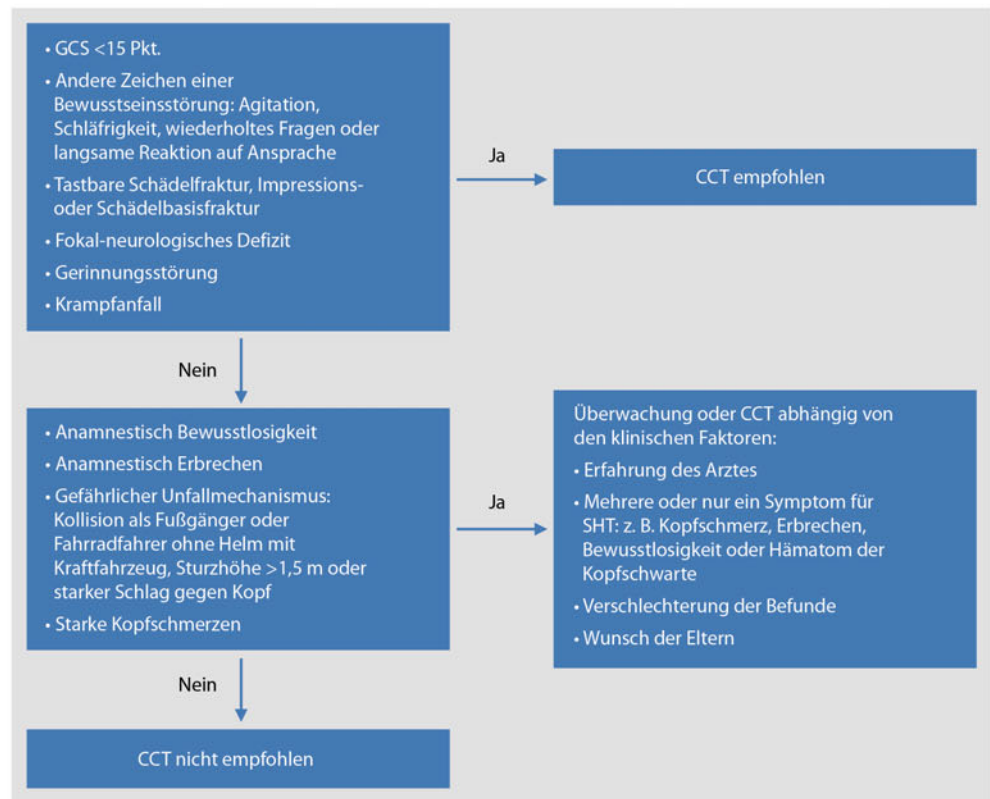 • GCS <15 Pkt.
• Andere Zeichen einer
Bewusstseinsstörung: Agitation,
Schläfrigkeit, wiederholtes Fragen oder
langsame Reaktion auf Ansprache
• Tastbare Schädelfraktur, Impressions-
oder Schädelbasisfraktur
• Fokal-neurologisches Defizit
• Gerinnungsstörung
• Krampfanfall
Ja
CCT empfohlen
Nein
• Anamnestisch Bewusstlosigkeit
• Anamnestisch Erbrechen
• Gefährlicher Unfallmechanismus:
Kollision als Fußgänger oder
Fahrradfahrer ohne Helm mit
Kraftfahrzeug, Sturzhöhe >1,5 m oder
starker Schlag gegen Kopf
• Starke Kopfschmerzen
Ja
Überwachung oder CCT abhängig von
den klinischen Faktoren:
• Erfahrung des Arztes
• Mehrere oder nur ein Symptom für
SHT: z. B. Kopfschmerz, Erbrechen,
Bewusstlosigkeit oder Hämatom der
Kopfschwarte
• Verschlechterung der Befunde
• Wunsch der Eltern
Nein
CCT nicht empfohlen